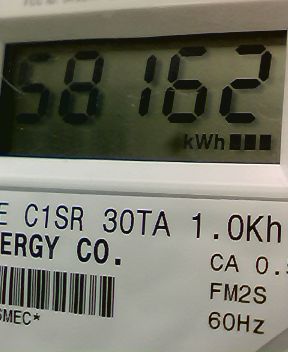 58162
kWh
E C1SR 30TA 1.0Kh
ERGY CO.
CA 0.
FM2S
SMEC*
60Hz